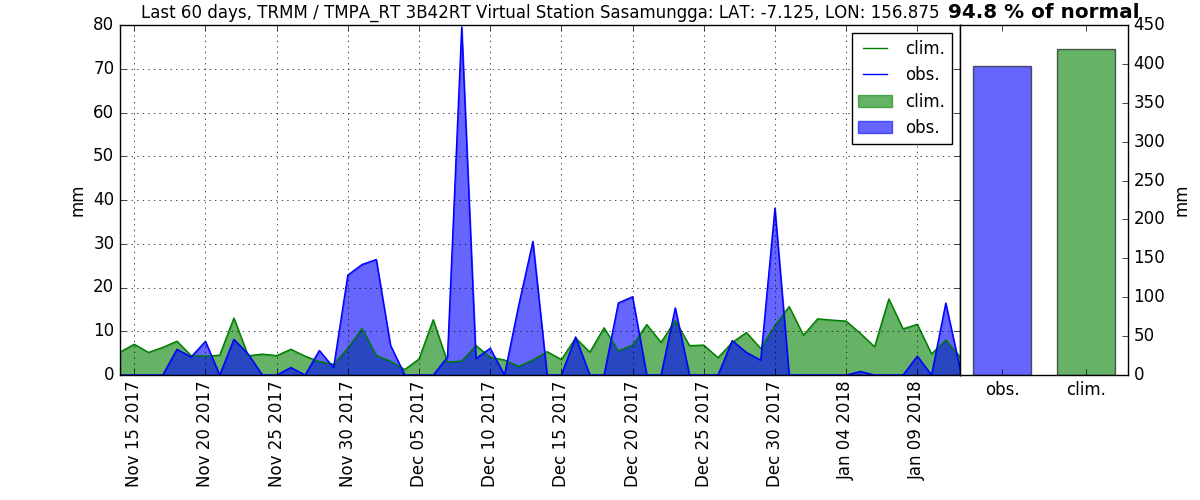 Last 60 days, TRMM / TMPA_RT 3B42RT Virtual Station Sasamungga: LAT: -7.125, LON: 156.875 94.8 % of normal
mm
80
70
60
50
40
30
20
10
0
clim.
obs.
clim.
obs.
Nov 15 2017
Nov 20 2017
Nov 25 2017
Nov 30 2017
Dec 05 2017
Dec 10 2017
Dec 15 2017
Dec 20 2017
Dec 25 2017
Dec 30 2017
Jan 04 2018
Jan 09 2018
450
400
350
300
250
200
150
100
50
0
mm
obs.
clim.